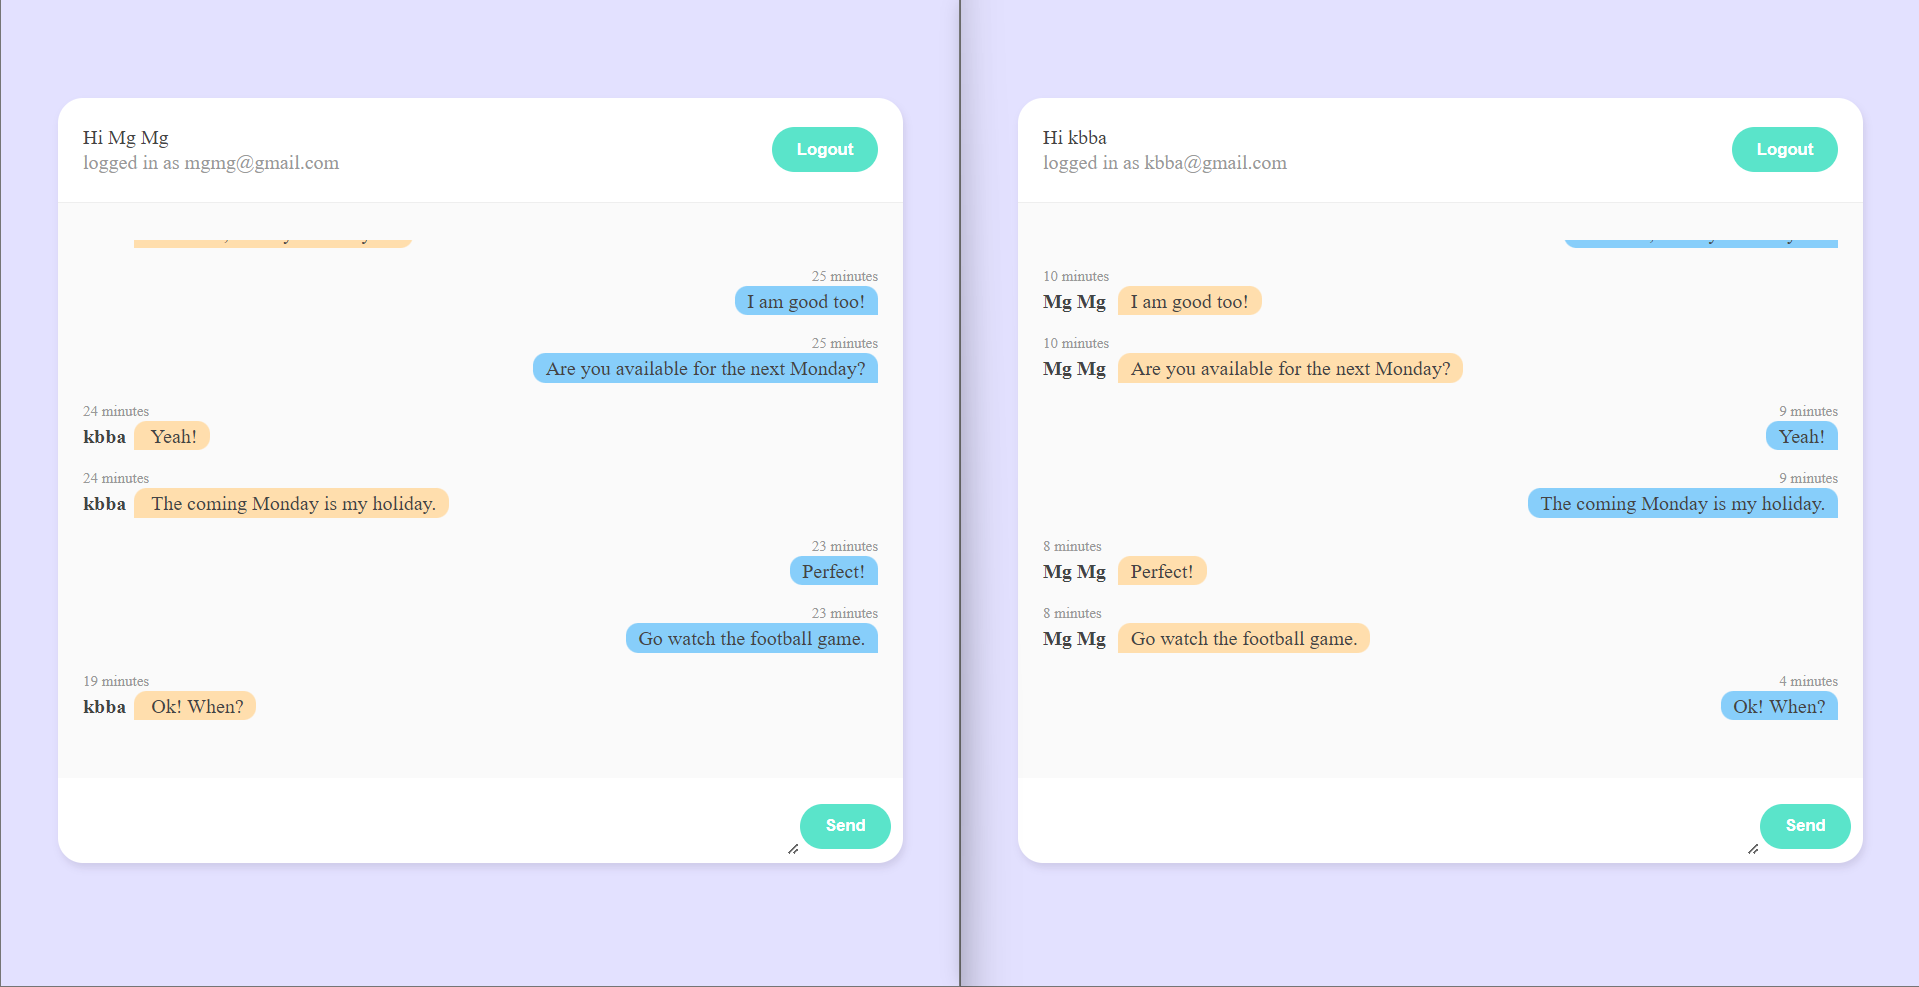 Hi Mg Mg
logged in as mgmg@gmail.com
Logout
25 minutes
I am good too!
25 minutes
Are you available for the next Monday?
24 minutes
kbba Yeah!
24 minutes
kbba The coming Monday is my holiday.
23 minutes
Perfect!
23 minutes
Go watch the football game.
19 minutes
kbba Ok! When?
Send
Hi kbba
logged in as kbba@gmail.com
Logout
10 minutes
Mg Mg I am good too!
10 minutes
Mg Mg Are you available for the next Monday?
9 minutes
Yeah!
9 minutes
The coming Monday is my holiday.
8 minutes
Mg Mg Perfect!
8 minutes
Mg Mg Go watch the football game.
4 minutes
Ok! When?
Send